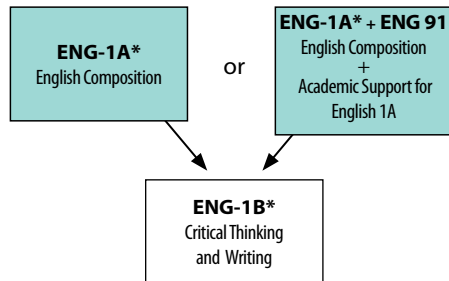 ENG-1A*
English Composition
or
ENG-1A* + ENG 91
English Composition
+
Academic Support for
English 1A
ENG-1B*
Critical Thinking
and Writing